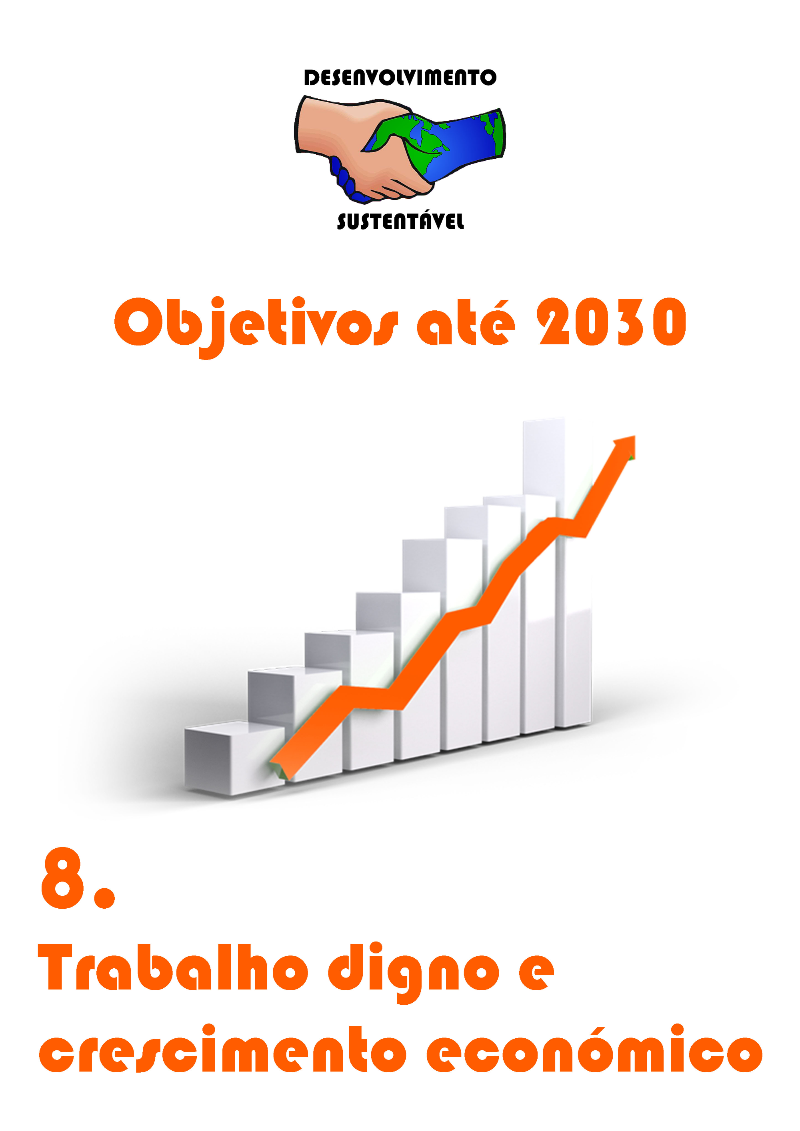 DESENVOLVIMENTO
SUSTENTÁVEL
Objetivos até 2030
8.
Trabalho digno e
crescimento económico